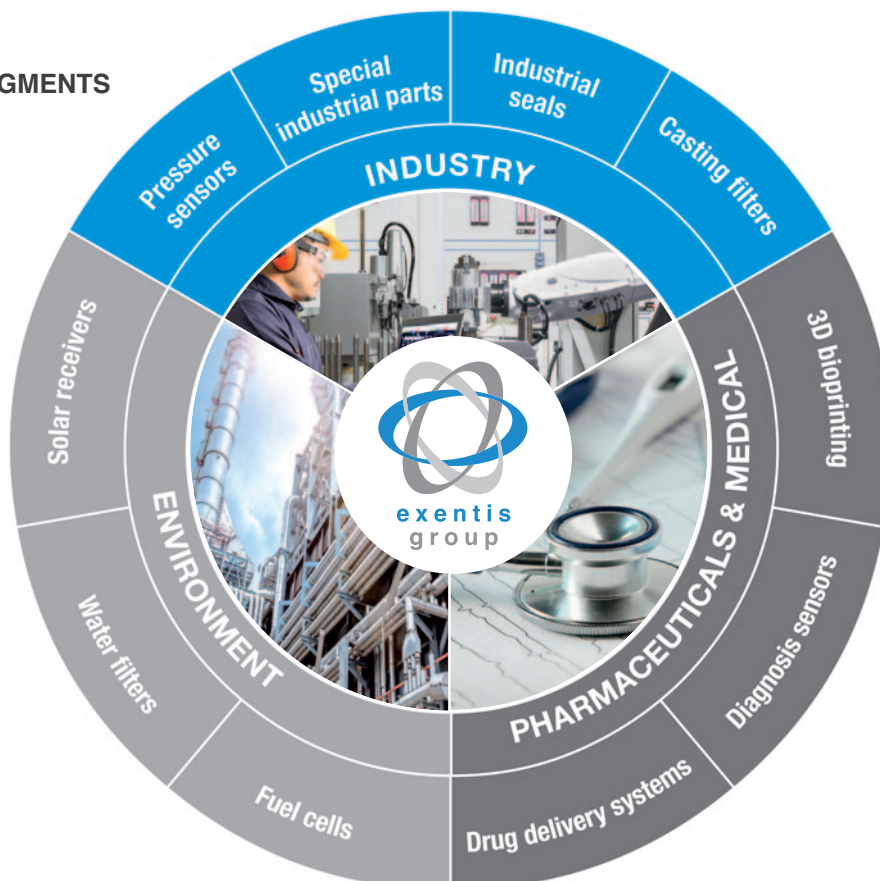 GMENTS
Special
industrial parts
Industrial
seals
Pressure
sensors
Casting filters
INDUSTRY
Solar receivers
3D bioprinting
ENVIRONMENT
PHARMACEUTICALS & MEDICAL
exentis
group
Water filters
Diagnosis sensors
Fuel cells
Drug delivery systems